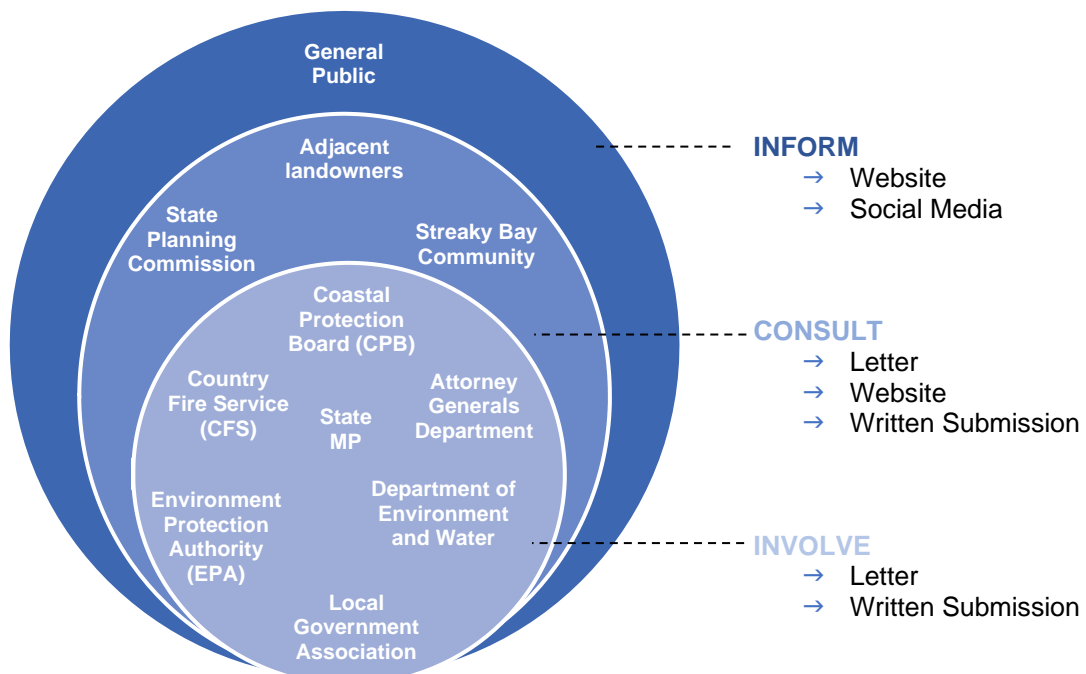 General
Public
Adjacent
landowners
State
Planning
Commission
Streaky Bay
Community
Coastal
Protection
Board (CPB)
Country
Fire Service
(CFS)
State
MP
Attorney
Generals
Department
Environment
Protection
Authority
(EPA)
Department of
Environment
and Water
Local
Government
Association
INFORM
→ Website
→ Social Media
CONSULT
→ Letter
→ Website
→ Written Submission
INVOLVE
→ Letter
→ Written Submission